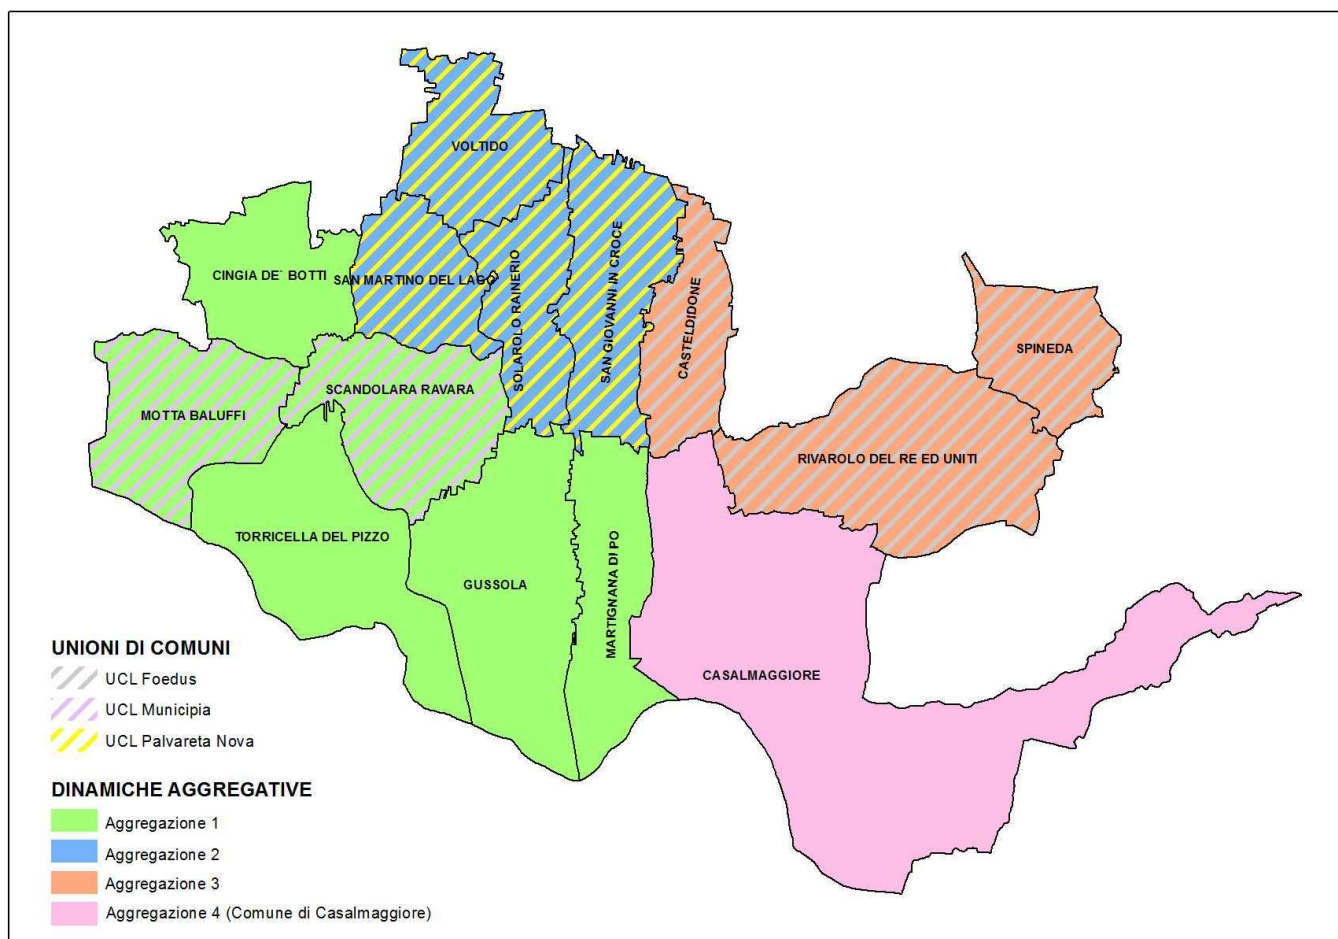 VOLTIDO
CINGIA DE` BOTTI
SAN MARTINO DEL LAGO
SOLAROLO RAINERIO
SAN GIOVANNI IN CROCE
CASTELDIDONE
SPINEDA
MOTTA BALUFFI
SCANDOLARA RAVARA
RIVAROLO DEL RE ED UNITI
TORRICELLA DEL PIZZO
GUSSOLA
MARTIGNANA DI PO
CASALMAGGIORE
UNIONI DI COMUNI
UCL Foedus
UCL Municipia
UCL Palvareta Nova
DINAMICHE AGGREGATIVE
Aggregazione 1
Aggregazione 2
Aggregazione 3
Aggregazione 4 (Comune di Casalmaggiore)